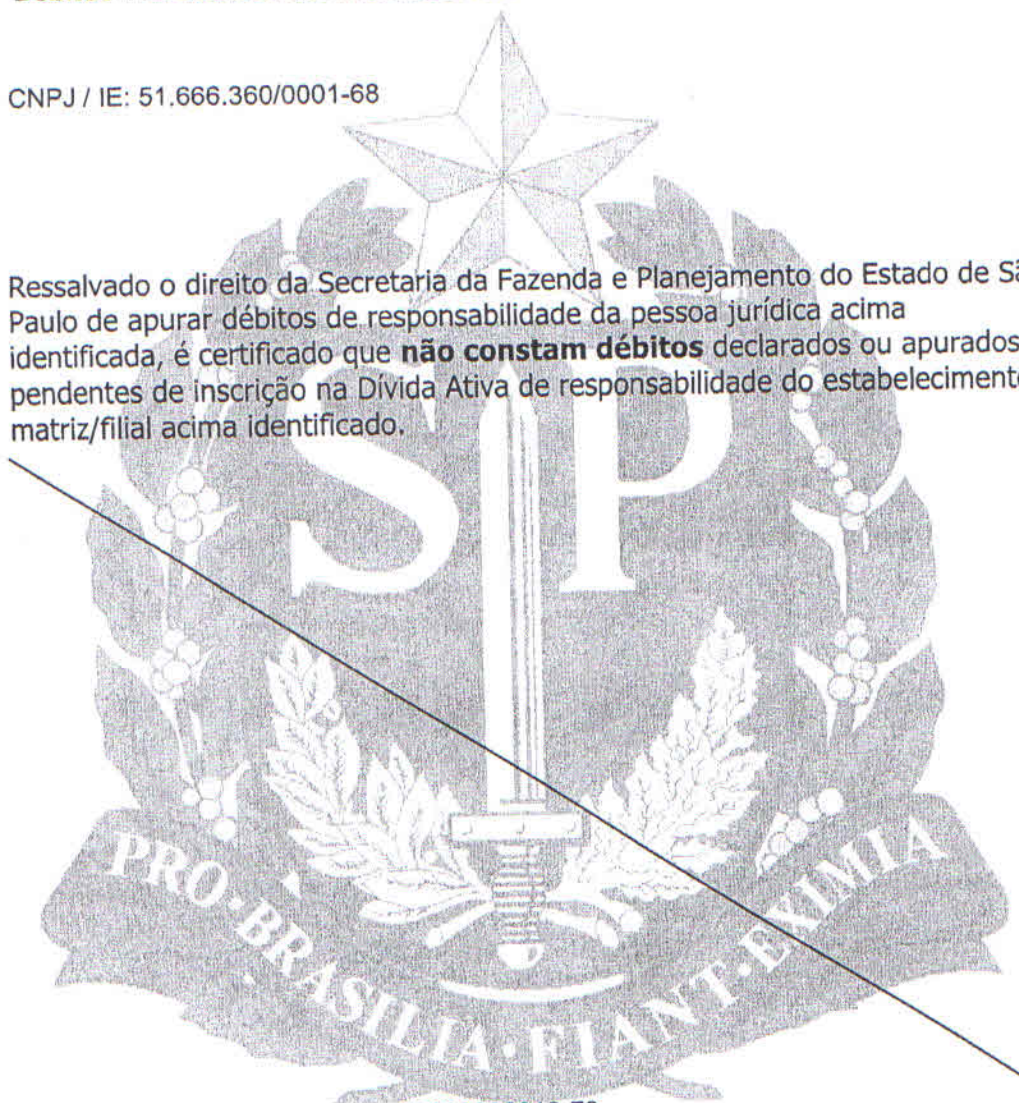 CNPJ / IE: 51.666.360/0001-68
Ressalvado o direito da Secretaria da Fazenda e Planejamento do Estado de Sã
Paulo de apurar débitos de responsabilidade da pessoa jurídica acima
identificada, é certificado que não constam débitos declarados ou apurados
pendentes de inscrição na Dívida Ativa de responsabilidade do estabelecimento
matriz/filial acima identificado.
SP
PRO·BRASILIA·FIANT·EXIMIA